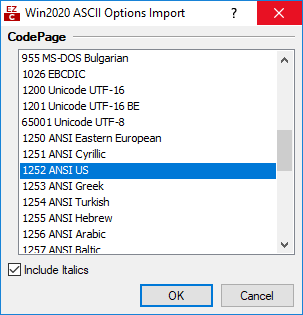 EZ
C
Win2020 ASCII Options Import
?
CodePage
955 MS-DOS Bulgarian
1026 EBCDIC
1200 Unicode UTF-16
1201 Unicode UTF-16 BE
65001 Unicode UTF-8
1250 ANSI Eastern European
1251 ANSI Cyrillic
1252 ANSI US
1253 ANSI Greek
1254 ANSI Turkish
1255 ANSI Hebrew
1256 ANSI Arabic
1257 ANSI Baltic
Include Italics
OK
Cancel